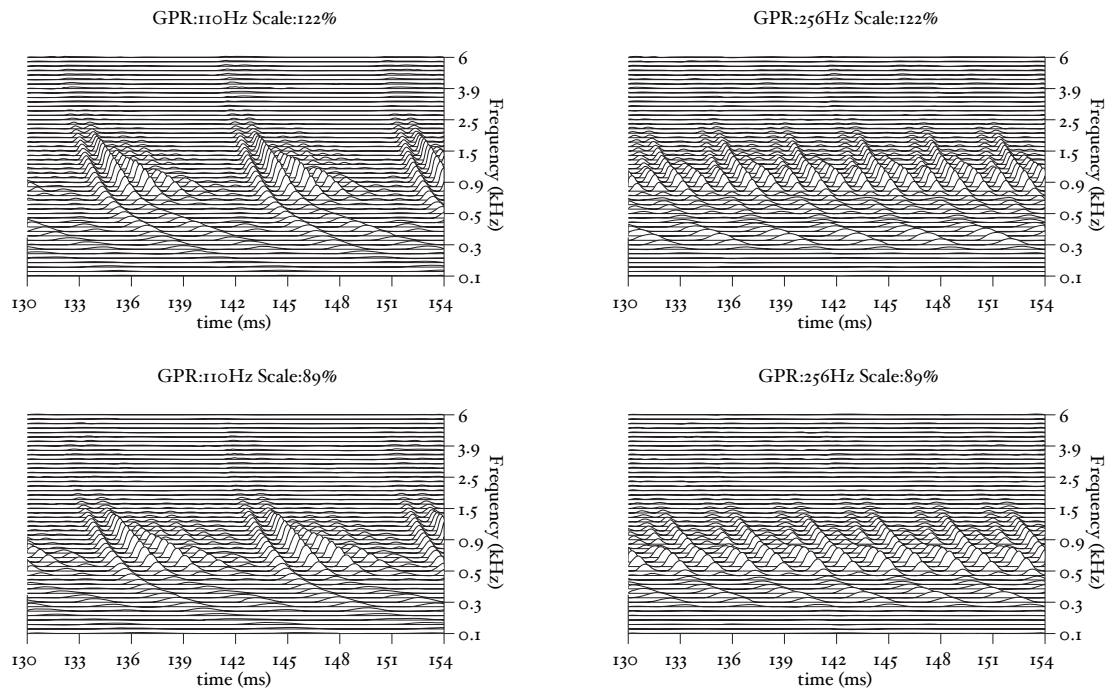 GPR:110Hz Scale:122%
6
3.9
2.5
1.5
0.9
0.5
0.3
0.1
Frequency (kHz)
130 133 136 139 142 145 148 151 154
time (ms)
GPR:256Hz Scale:122%
6
3.9
2.5
1.5
0.9
0.5
0.3
0.1
Frequency (kHz)
130 133 136 139 142 145 148 151 154
time (ms)
GPR:110Hz Scale:89%
6
3.9
2.5
1.5
0.9
0.5
0.3
0.1
Frequency (kHz)
130 133 136 139 142 145 148 151 154
time (ms)
GPR:256Hz Scale:89%
6
3.9
2.5
1.5
0.9
0.5
0.3
0.1
Frequency (kHz)
130 133 136 139 142 145 148 151 154
time (ms)